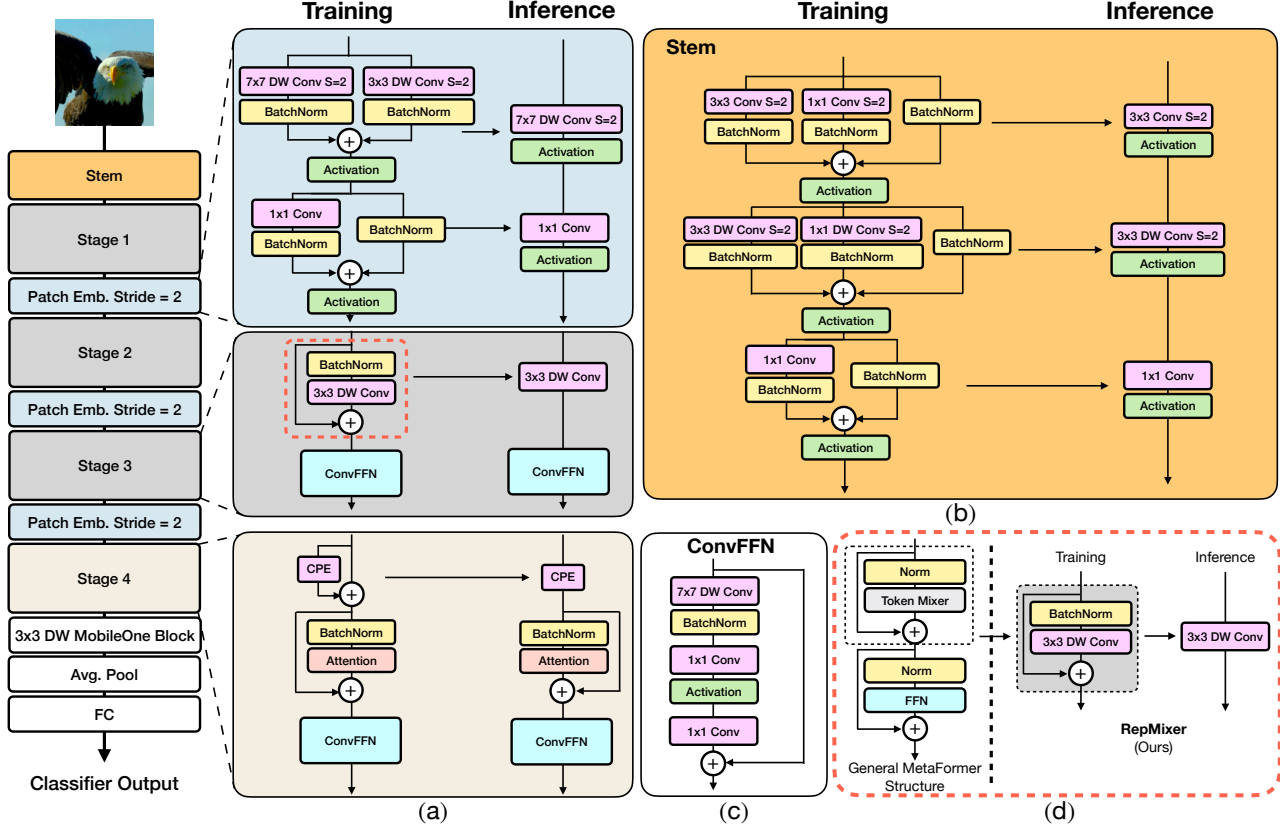 Training
Inference
Training
Inference
Stem
Stage 1
Patch Emb. Stride = 2
Stage 2
Patch Emb. Stride = 2
Stage 3
Patch Emb. Stride = 2
Stage 4
3x3 DW MobileOne Block
Avg. Pool
FC
Classifier Output
7x7 DW Conv S=2
3x3 DW Conv S=2
BatchNorm
BatchNorm
+
Activation
1x1 Conv
BatchNorm
BatchNorm
+
Activation
7x7 DW Conv S=2
Activation
1x1 Conv
Activation
BatchNorm
3x3 DW Conv
+
ConvFFN
3x3 DW Conv
ConvFFN
CPE
+
BatchNorm
Attention
+
ConvFFN
CPE
BatchNorm
Attention
+
ConvFFN
(a)
Stem
3x3 Conv S=2
1x1 Conv S=2
BatchNorm
BatchNorm
BatchNorm
+
Activation
3x3 DW Conv S=2
1x1 DW Conv S=2
BatchNorm
BatchNorm
BatchNorm
+
Activation
1x1 Conv
BatchNorm
BatchNorm
+
Activation
3x3 Conv S=2
Activation
3x3 DW Conv S=2
Activation
1x1 Conv
Activation
(b)
ConvFFN
7x7 DW Conv
BatchNorm
1x1 Conv
Activation
1x1 Conv
+
(c)
Norm
Token Mixer
+
Norm
FFN
+
General MetaFormer
Structure
Training
BatchNorm
3x3 DW Conv
+
Inference
3x3 DW Conv
RepMixer
(Ours)
(d)